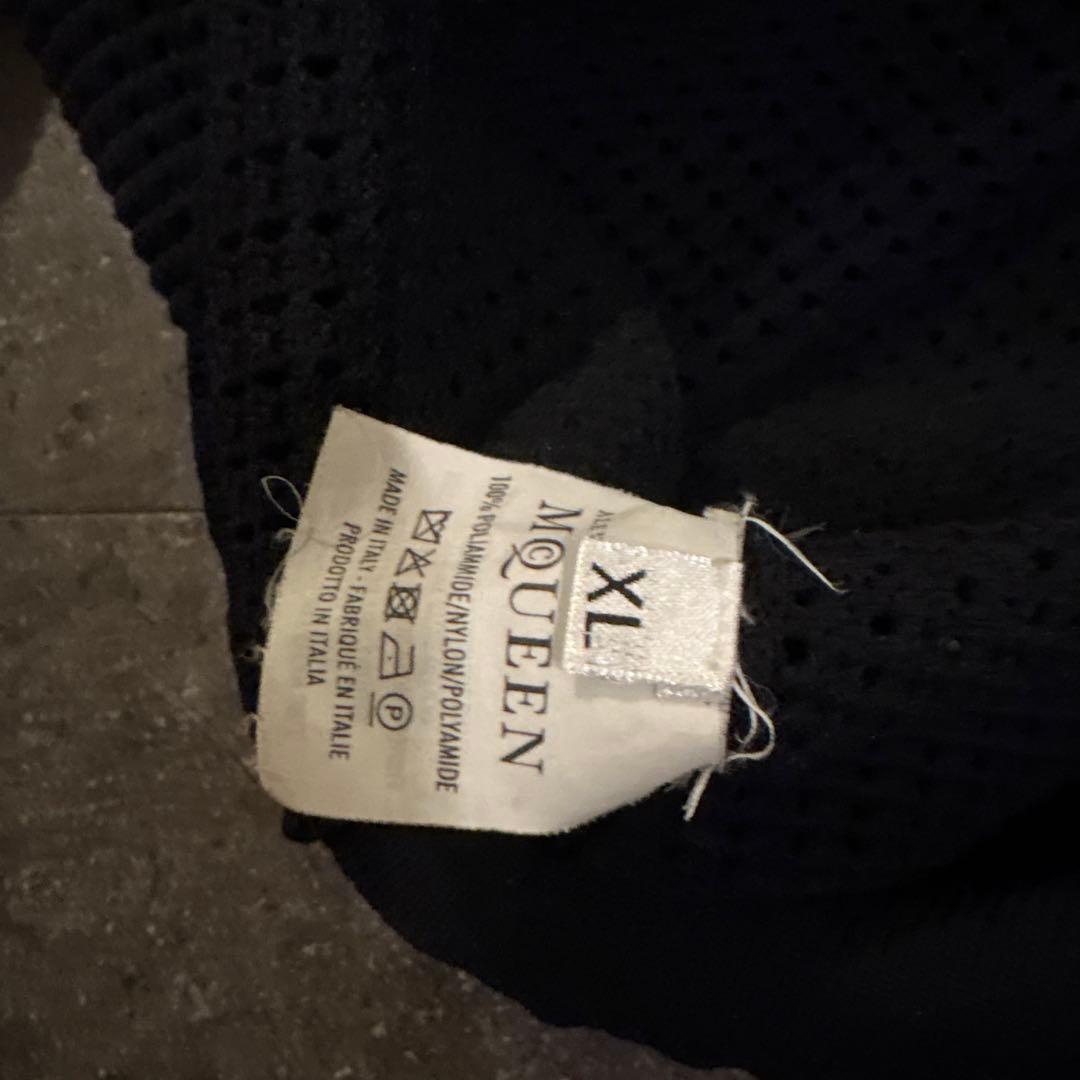 XL
McQUEEN
100% POLIAMMIDE/NYLON/POLYAMIDE
P
MADE IN ITALY - FABRIQUÉ EN ITALIE
PRODOTTO IN ITALIA